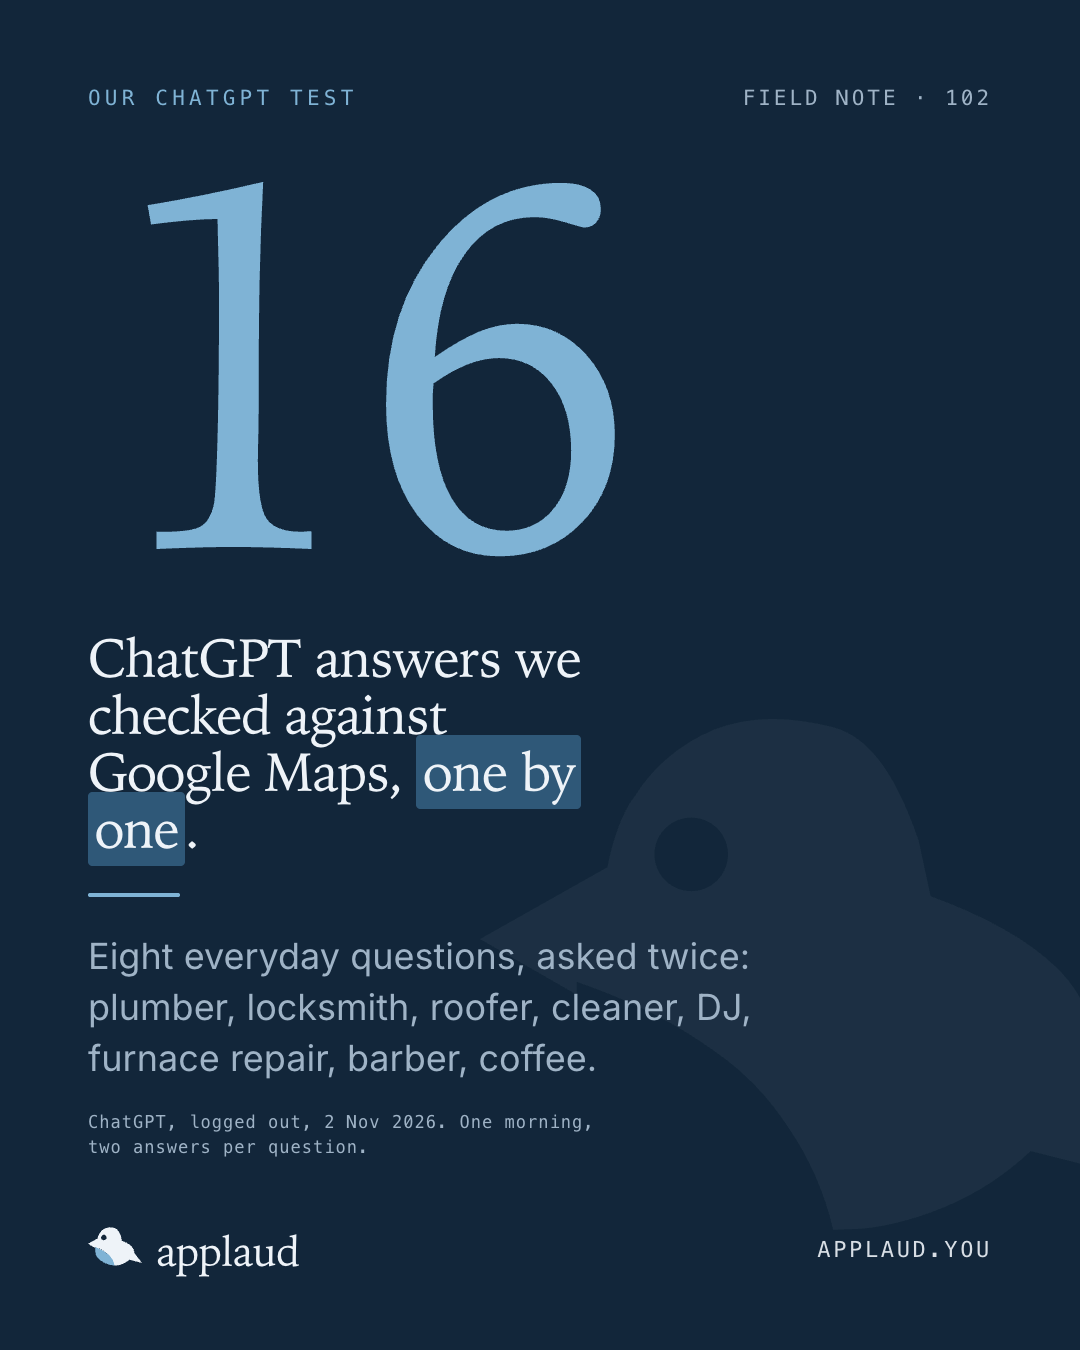 OUR CHATGPT TEST
FIELD NOTE · 102
16
ChatGPT answers we
checked against
Google Maps, one by
one.
Eight everyday questions, asked twice:
plumber, locksmith, roofer, cleaner, DJ,
furnace repair, barber, coffee.
ChatGPT, logged out, 2 Nov 2026. One morning,
two answers per question.
applaud
APPLAUD.YOU